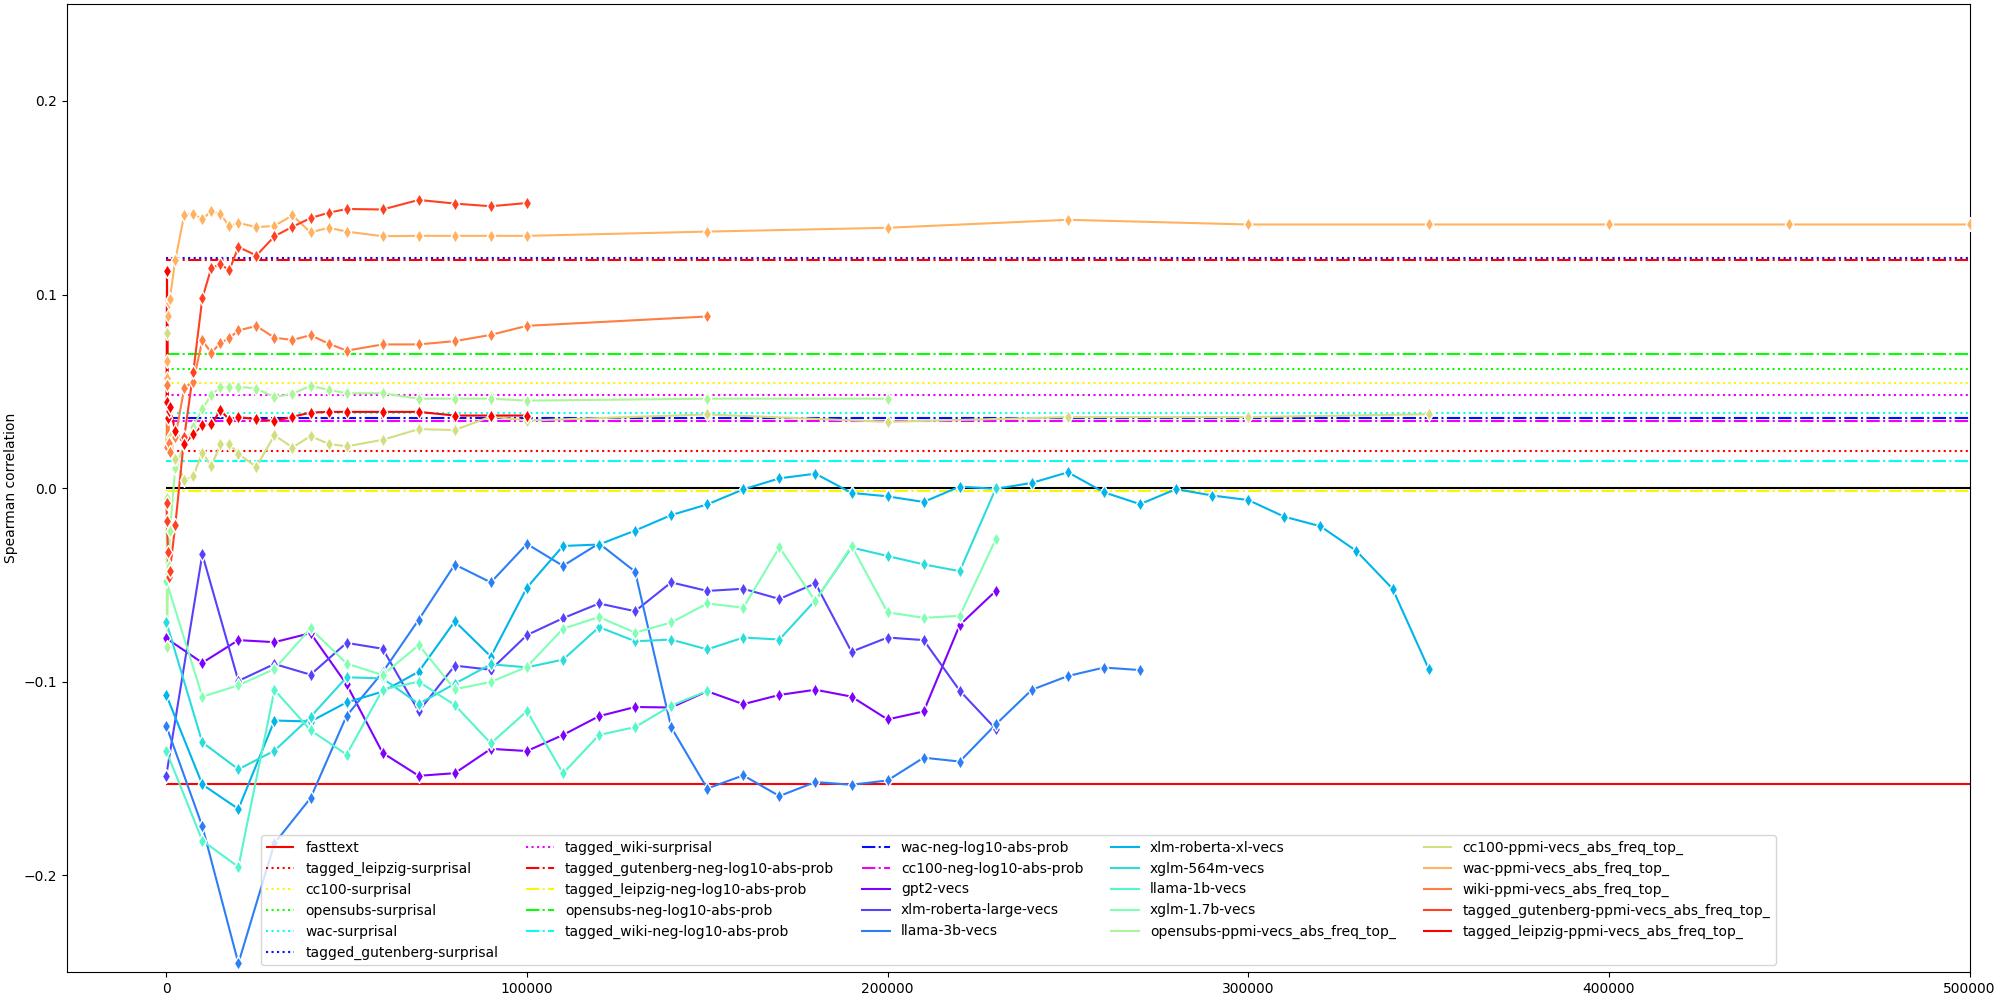 0.2
0.1
0.0
−0.1
−0.2
Spearman correlation
0
100000
200000
300000
400000
500000
fasttext
tagged_leipzig-surprisal
cc100-surprisal
opensubs-surprisal
wac-surprisal
tagged_gutenberg-surprisal
tagged_wiki-surprisal
tagged_gutenberg-neg-log10-abs-prob
tagged_leipzig-neg-log10-abs-prob
opensubs-neg-log10-abs-prob
tagged_wiki-neg-log10-abs-prob
wac-neg-log10-abs-prob
cc100-neg-log10-abs-prob
gpt2-vecs
xlm-roberta-large-vecs
llama-3b-vecs
xlm-roberta-xl-vecs
xglm-564m-vecs
llama-1b-vecs
xglm-1.7b-vecs
opensubs-ppmi-vecs_abs_freq_top_
cc100-ppmi-vecs_abs_freq_top_
wac-ppmi-vecs_abs_freq_top_
wiki-ppmi-vecs_abs_freq_top_
tagged_gutenberg-ppmi-vecs_abs_freq_top_
tagged_leipzig-ppmi-vecs_abs_freq_top_